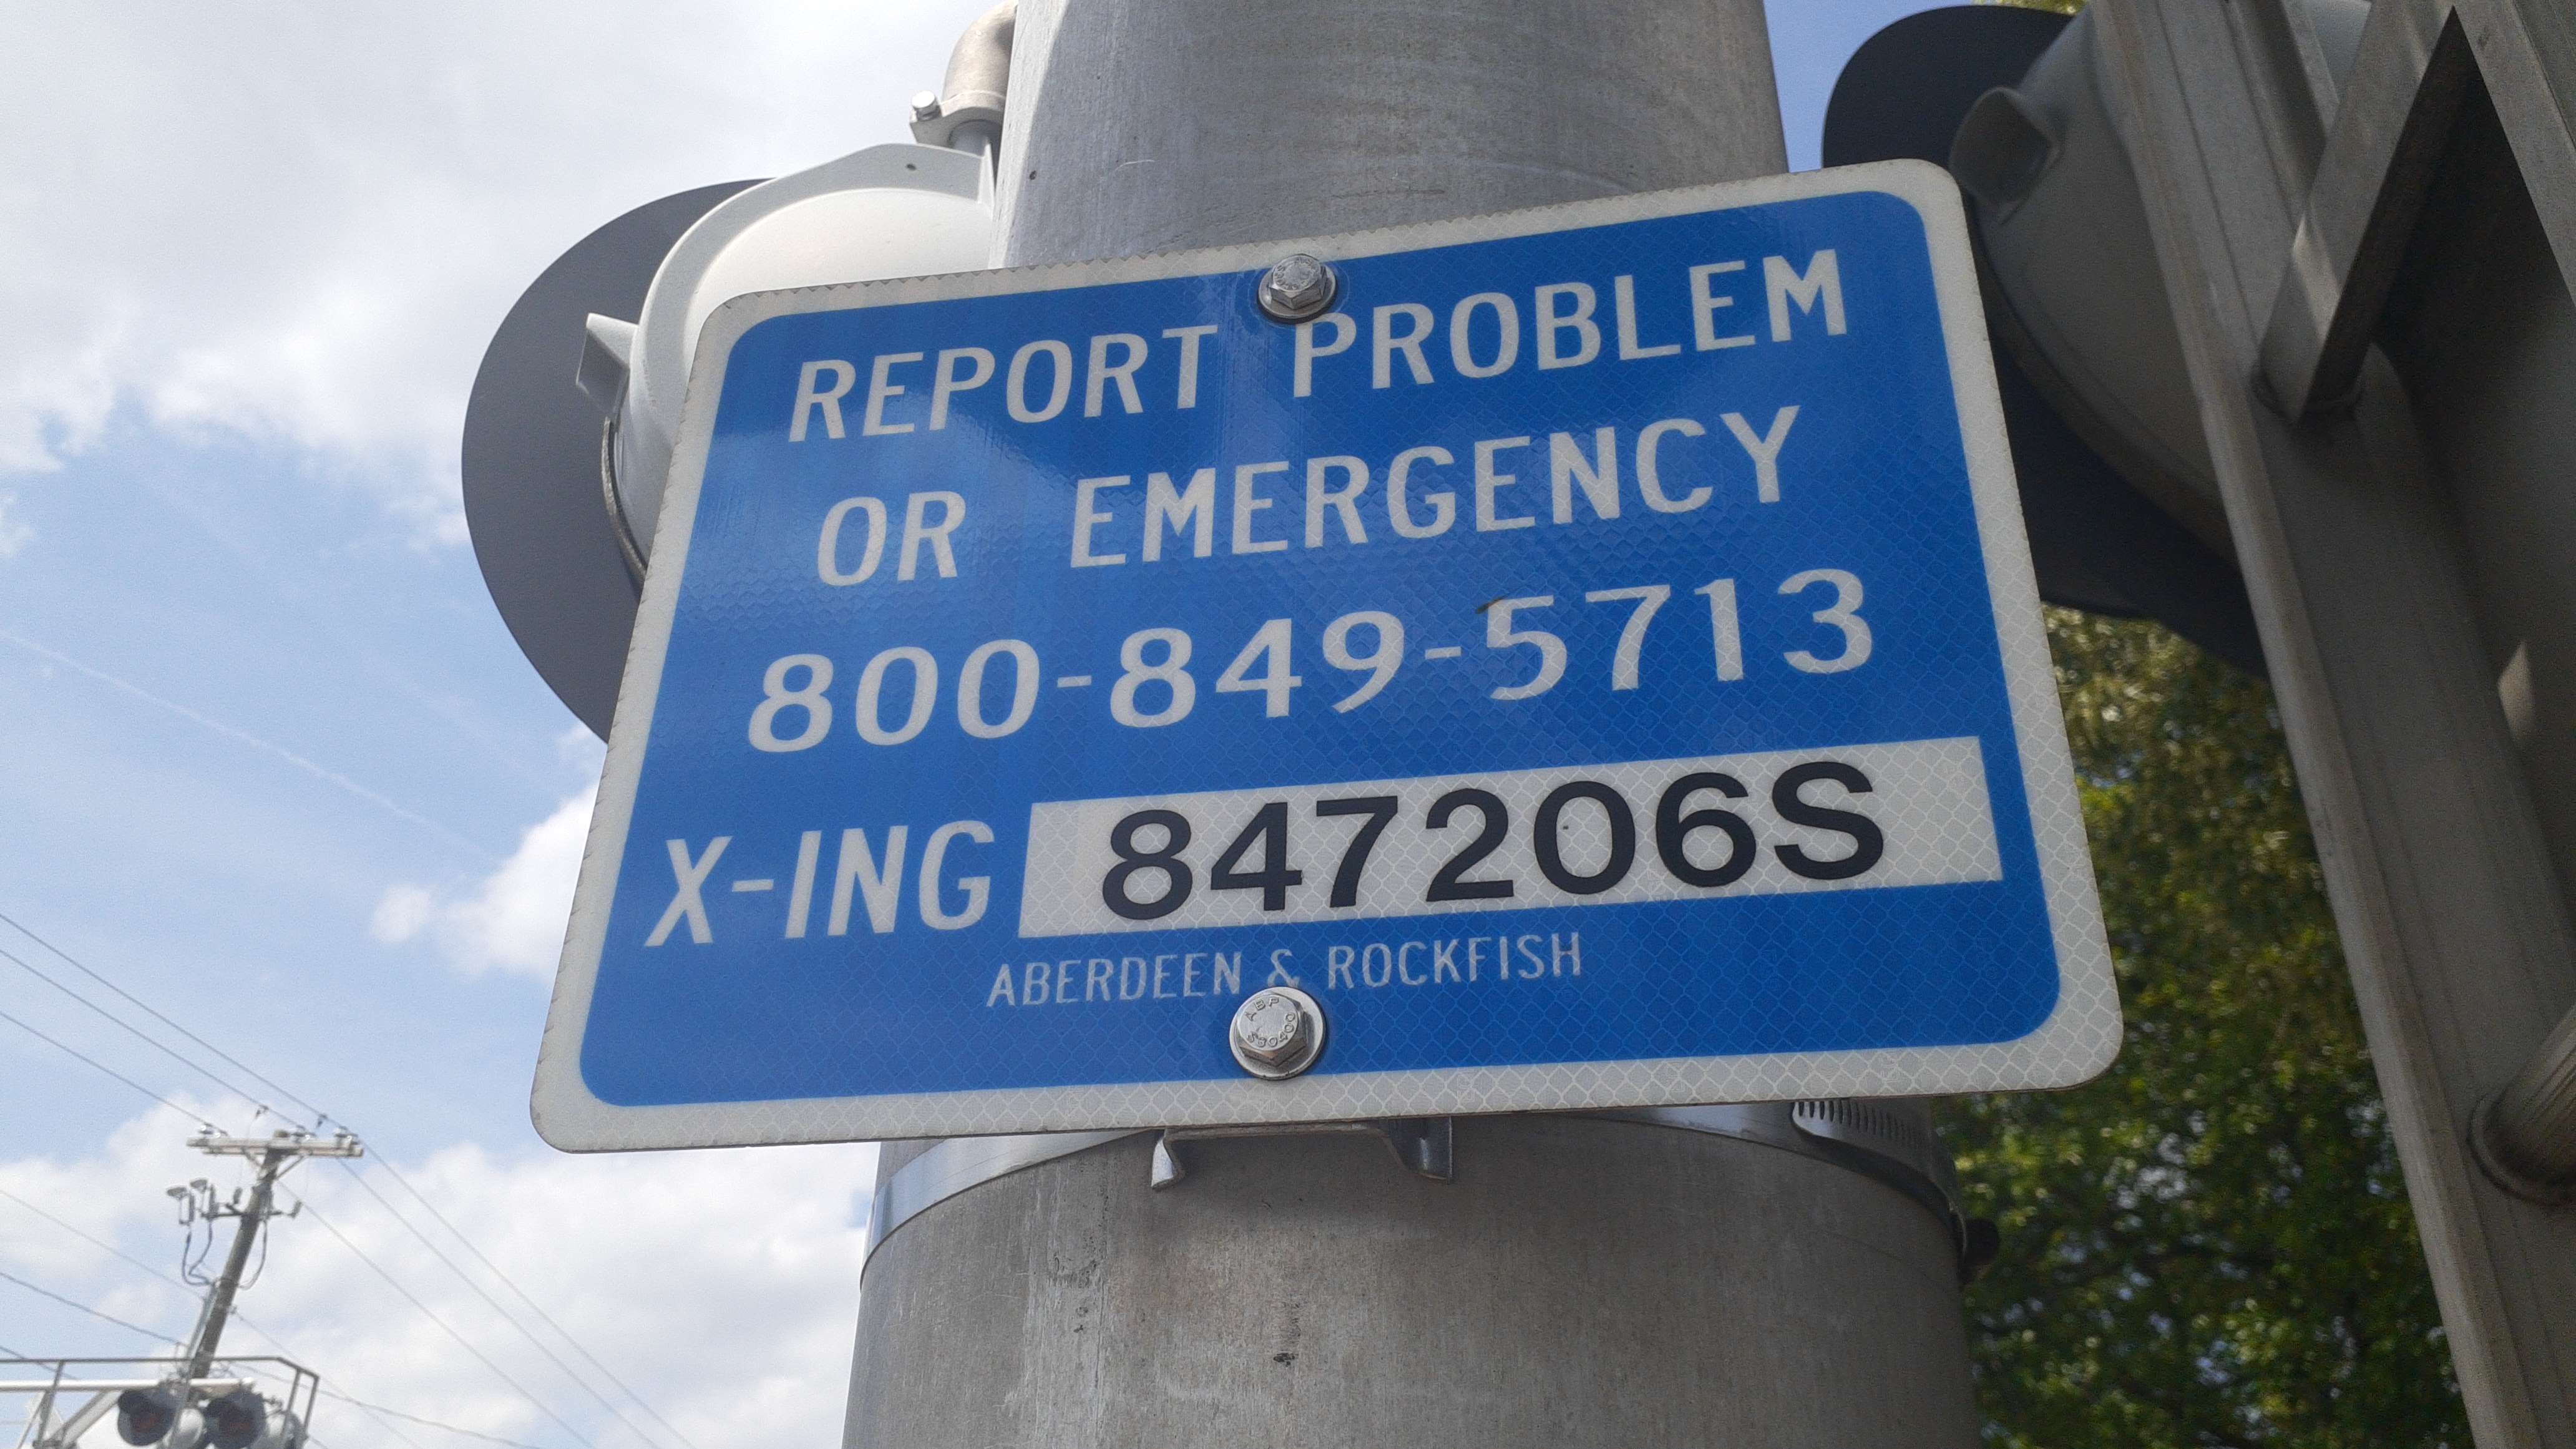 REPORT PROBLEM
OR EMERGENCY
800-849-5713
X-ING 847206S
ABERDEEN & ROCKFISH